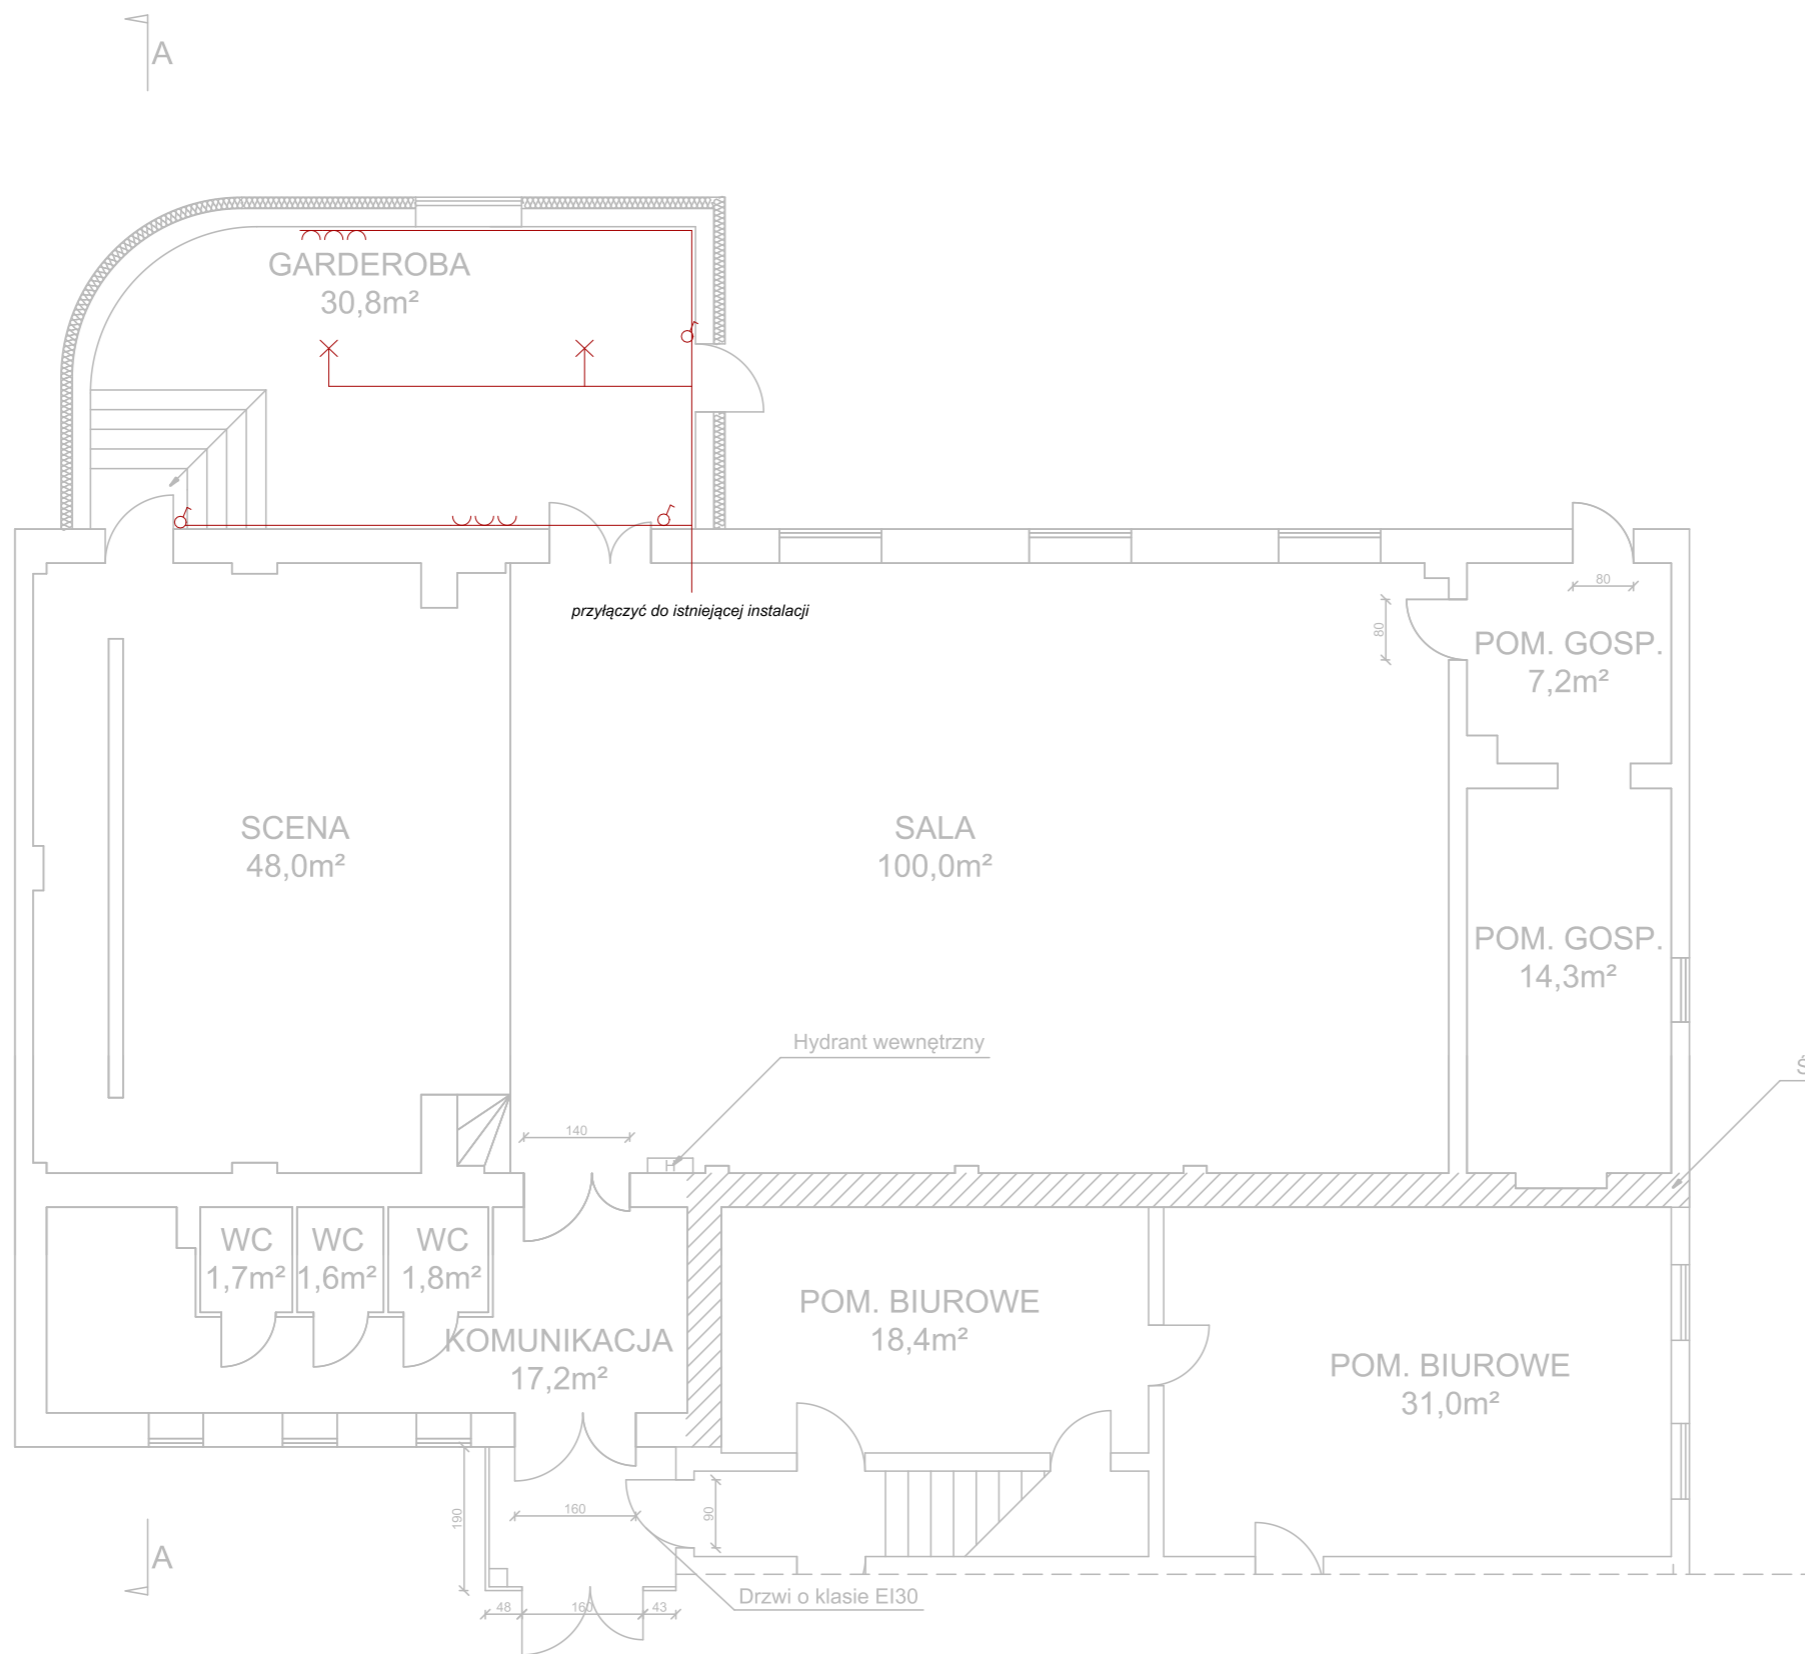 A
GARDEROBA
30,8m²
przyłączyć do istniejącej instalacji
80
80
POM. GOSP.
7,2m²
SCENA
48,0m²
SALA
100,0m²
POM. GOSP.
14,3m²
Hydrant wewnętrzny
Ś
140
H
WC
1,7m²
WC
1,6m²
WC
1,8m²
KOMUNIKACJA
17,2m²
POM. BIUROWE
18,4m²
POM. BIUROWE
31,0m²
190
160
90
A
Drzwi o klasie EI30
48
160
43